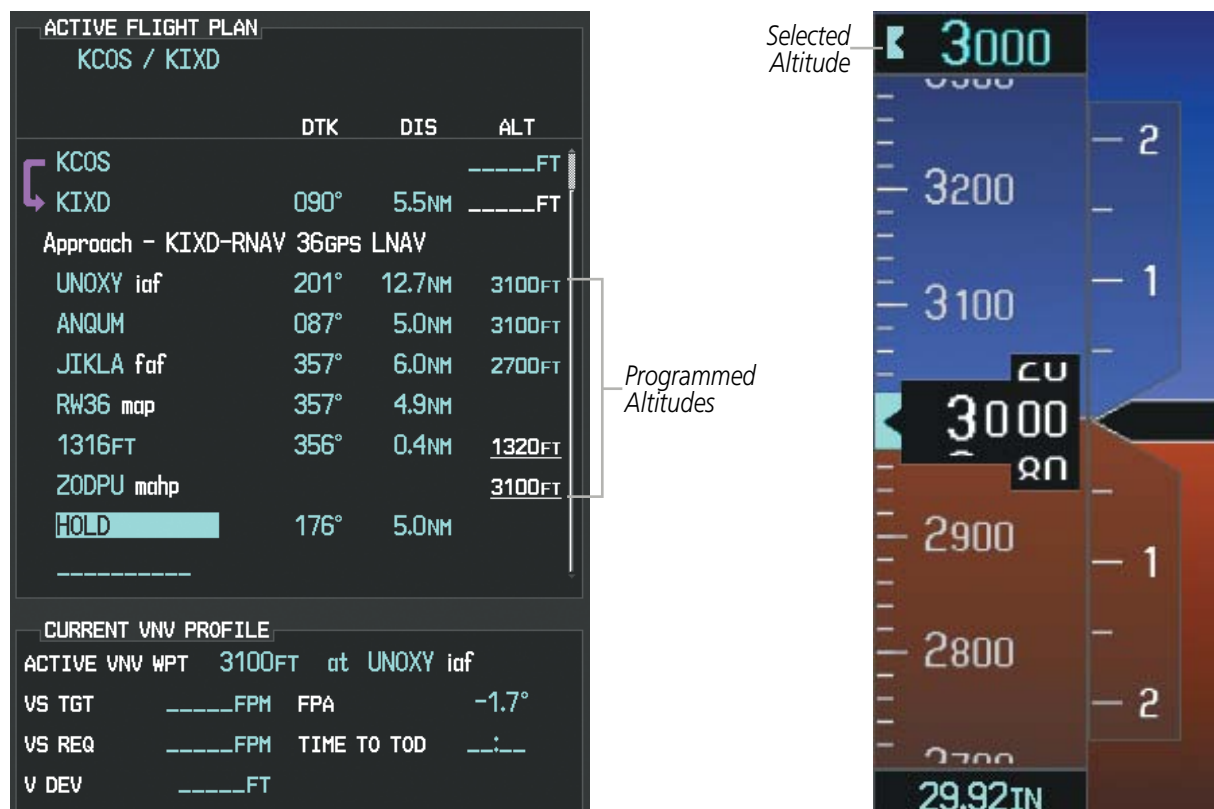 ACTIVE FLIGHT PLAN
KCOS / KIXD
DTK DIS ALT
KCOS _____FT
KIXD 090° 5.5NM _____FT
Approach - KIXD-RNAV 36GPS LNAV
UNOXY iaf 201° 12.7NM 3100FT
ANQUM 087° 5.0NM 3100FT
JIKLA faf 357° 6.0NM 2700FT
RW36 map 357° 4.9NM
1316FT 356° 0.4NM 1320FT
ZODPU mahp 3100FT
HOLD 176° 5.0NM
__________
CURRENT VNV PROFILE
ACTIVE VNV WPT 3100FT at UNOXY iaf
VS TGT _____FPM FPA -1.7°
VS REQ _____FPM TIME TO TOD __:__
V DEV _____FT
Programmed
Altitudes
Selected
Altitude
3000
3200
3100
3000
2900
2800
29.92IN
2
1
1
2